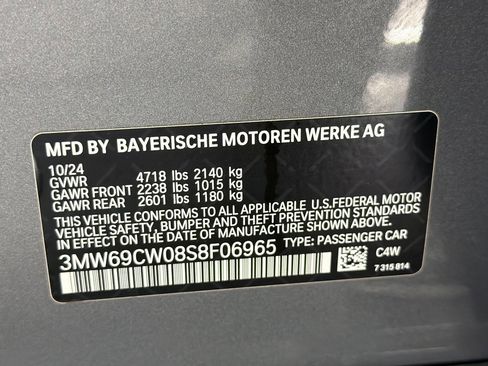 MFD BY BAYERISCHE MOTOREN WERKE AG
10/24
GVWR 4718 lbs 2140 kg
GAWR FRONT 2238 lbs 1015 kg
GAWR REAR 2601 lbs 1180 kg
THIS VEHICLE CONFORMS TO ALL APPLICABLE U.S.FEDERAL MOTOR
VEHICLE SAFETY, BUMPER AND THEFT PREVENTION STANDARDS IN
EFFECT ON THE DATE OF MANUFACTURE SHOWN ABOVE.
3MW69CW08S8F06965 TYPE: PASSENGER CAR
C4W
7 315 814